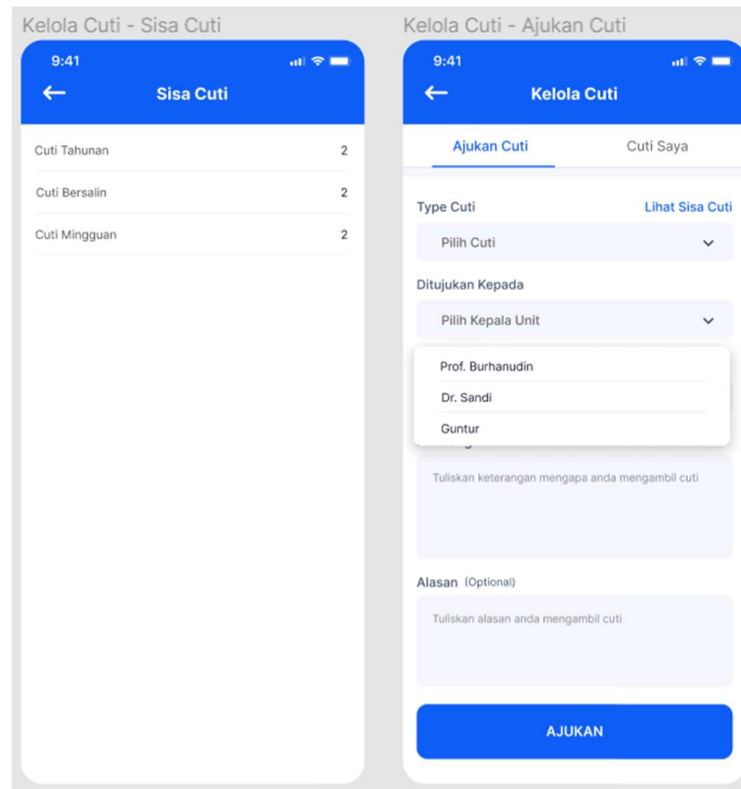 Kelola Cuti - Sisa Cuti
9:41
Sisa Cuti
Cuti Tahunan 2
Cuti Bersalin 2
Cuti Mingguan 2
Kelola Cuti - Ajukan Cuti
9:41
Kelola Cuti
Ajukan Cuti Cuti Saya
Type Cuti Lihat Sisa Cuti
Pilih Cuti
Ditujukan Kepada
Pilih Kepala Unit
Prof. Burhanudin
Dr. Sandi
Guntur
Tuliskan keterangan mengapa anda mengambil cuti
Alasan (Optional)
Tuliskan alasan anda mengambil cuti
AJUKAN